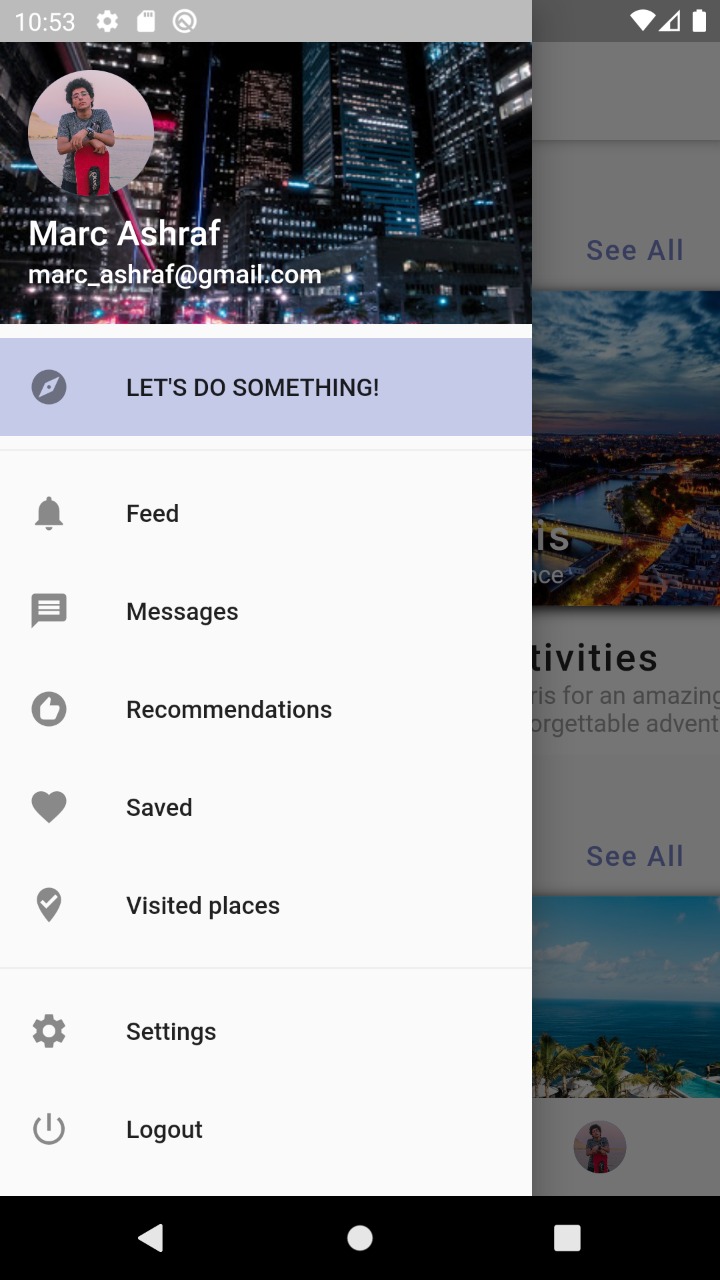 10:53
Marc Ashraf
marc_ashraf@gmail.com
LET'S DO SOMETHING!
Feed
Messages
Recommendations
Saved
Visited places
Settings
Logout
See All
is
nce
tivities
ris for an amazing
orgettable advent
See All